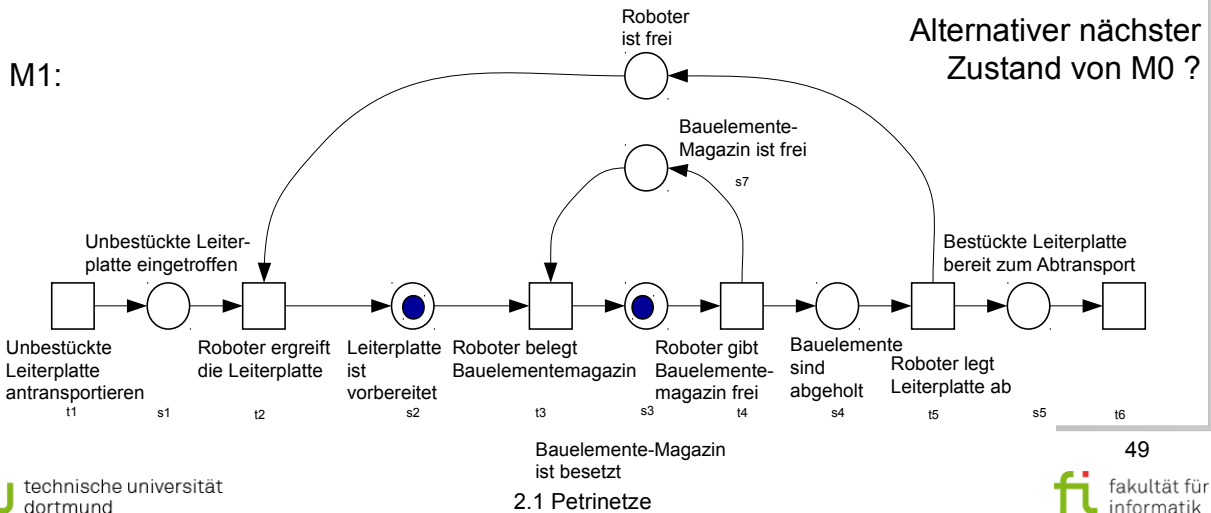 Alternativer nächster
Zustand von M0 ?
M1:
Roboter
ist frei
Bauelemente-
Magazin ist frei
s7
Unbestückte Leiter-
platte eingetroffen
Bestückte Leiterplatte
bereit zum Abtransport
Unbestückte
Leiterplatte
antransportieren
t1
s1
Roboter ergreift
die Leiterplatte
t2
Leiterplatte
ist
vorbereitet
s2
Roboter belegt
Bauelementemagazin
t3
s3
Roboter gibt
Bauelemente-
magazin frei
t4
Bauelemente
sind
abgeholt
s4
Roboter legt
Leiterplatte ab
t5
s5
t6
Bauelemente-Magazin
ist besetzt
49
technische universität
dortmund
2.1 Petrinetze
fi
fakultät für
informatik